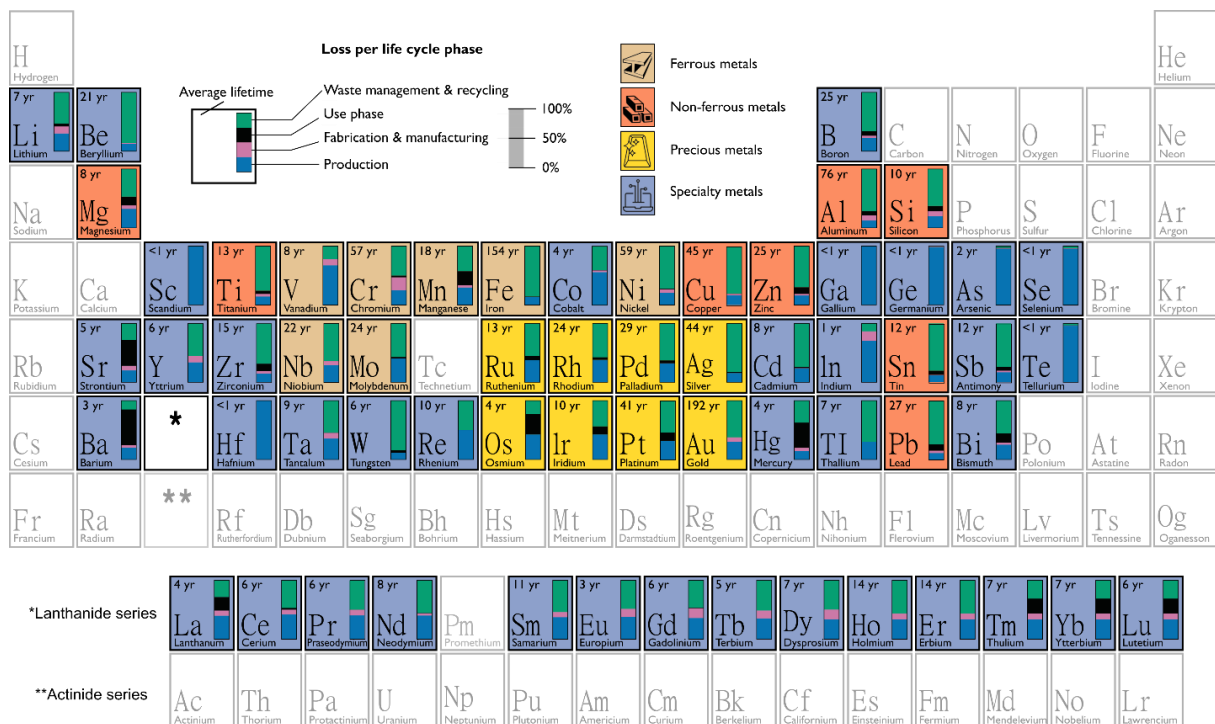 H
Hydrogen
He
Helium
Loss per life cycle phase
Average lifetime
Waste management & recycling
Use phase
Fabrication & manufacturing
Production
100%
50%
0%
Ferrous metals
Non-ferrous metals
Precious metals
Specialty metals
7 yr
Li
Lithium
21 yr
Be
Beryllium
25 yr
B
Boron
C
Carbon
N
Nitrogen
O
Oxygen
F
Fluorine
Ne
Neon
Na
Sodium
8 yr
Mg
Magnesium
76 yr
Al
Aluminum
10 yr
Si
Silicon
P
Phosphorus
S
Sulfur
Cl
Chlorine
Ar
Argon
K
Potassium
Ca
Calcium
<1 yr
Sc
Scandium
13 yr
Ti
Titanium
8 yr
V
Vanadium
57 yr
Cr
Chromium
18 yr
Mn
Manganese
154 yr
Fe
Iron
4 yr
Co
Cobalt
59 yr
Ni
Nickel
45 yr
Cu
Copper
25 yr
Zn
Zinc
<1 yr
Ga
Gallium
<1 yr
Ge
Germanium
2 yr
As
Arsenic
<1 yr
Se
Selenium
Br
Bromine
Kr
Krypton
Rb
Rubidium
5 yr
Sr
Strontium
6 yr
Y
Yttrium
15 yr
Zr
Zirconium
22 yr
Nb
Niobium
24 yr
Mo
Molybdenum
Tc
Technetium
13 yr
Ru
Ruthenium
24 yr
Rh
Rhodium
29 yr
Pd
Palladium
44 yr
Ag
Silver
8 yr
Cd
Cadmium
1 yr
In
Indium
12 yr
Sn
Tin
12 yr
Sb
Antimony
<1 yr
Te
Tellurium
I
Iodine
Xe
Xenon
Cs
Cesium
3 yr
Ba
Barium
*
<1 yr
Hf
Hafnium
9 yr
Ta
Tantalum
6 yr
W
Tungsten
10 yr
Re
Rhenium
4 yr
Os
Osmium
10 yr
Ir
Iridium
41 yr
Pt
Platinum
192 yr
Au
Gold
4 yr
Hg
Mercury
7 yr
TI
Thallium
27 yr
Pb
Lead
8 yr
Bi
Bismuth
Po
Polonium
At
Astatine
Rn
Radon
Fr
Francium
Ra
Radium
**
Rf
Rutherfordium
Db
Dubnium
Sg
Seaborgium
Bh
Bohrium
Hs
Hassium
Mt
Meitnerium
Ds
Darmstadtium
Rg
Roentgenium
Cn
Copernicium
Nh
Nihonium
Fl
Flerovium
Mc
Moscovium
Lv
Livermorium
Ts
Tennessine
Og
Oganesson
*Lanthanide series
4 yr
La
Lanthanum
6 yr
Ce
Cerium
6 yr
Pr
Praseodymium
8 yr
Nd
Neodymium
Pm
Promethium
11 yr
Sm
Samarium
3 yr
Eu
Europium
6 yr
Gd
Gadolinium
5 yr
Tb
Terbium
7 yr
Dy
Dysprosium
14 yr
Ho
Holmium
14 yr
Er
Erbium
7 yr
Tm
Thulium
7 yr
Yb
Ytterbium
6 yr
Lu
Lutetium
**Actinide series
Ac
Actinium
Th
Thorium
Pa
Protactinium
U
Uranium
Np
Neptunium
Pu
Plutonium
Am
Americium
Cm
Curium
Bk
Berkelium
Cf
Californium
Es
Einsteinium
Fm
Fermium
Md
Mendelevium
No
Nobelium
Lr
Lawrencium